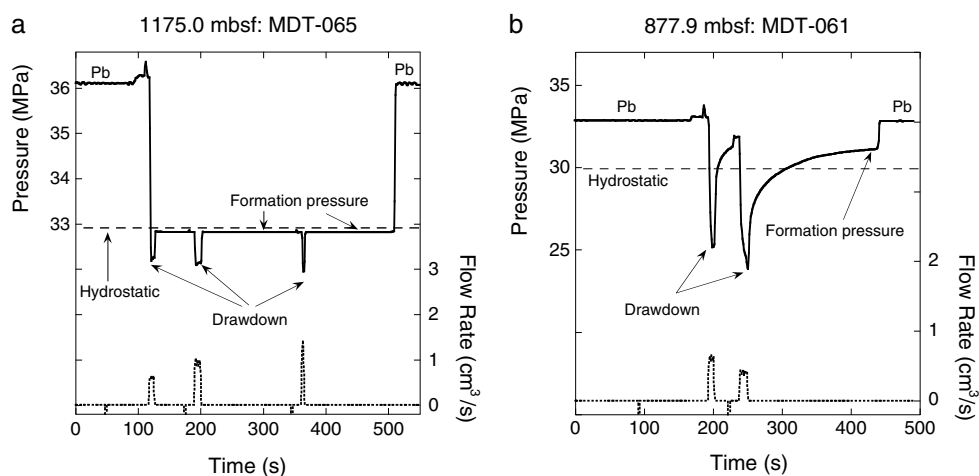 a
1175.0 mbsf: MDT-065
Pb
Pb
36
35
34
33
Pressure (MPa)
Formation pressure
Hydrostatic
Drawdown
3
2
1
0
Flow Rate (cm³/s)
0 100 200 300 400 500
Time (s)
b
877.9 mbsf: MDT-061
Pb
Pb
35
30
25
Pressure (MPa)
Hydrostatic
Formation pressure
Drawdown
2
1
0
Flow Rate (cm³/s)
0 100 200 300 400 500
Time (s)